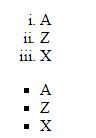 i. A
ii. Z
iii. X
▪ A
▪ Z
▪ X